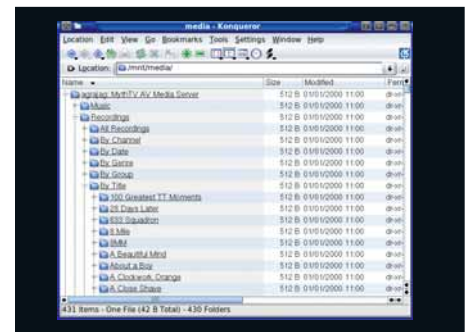 media - Konqueror
Location Edit View Go Bookmarks Tools Settings Window Help
Location: /mnt/media/
Name Size Modified
agrajag: MythTV AV Media Server 512 B 01/01/2000 11:00
Music 512 B 01/01/2000 11:00
Recordings 512 B 01/01/2000 11:00
All Recordings 512 B 01/01/2000 11:00
By Channel 512 B 01/01/2000 11:00
By Date 512 B 01/01/2000 11:00
By Genre 512 B 01/01/2000 11:00
By Group 512 B 01/01/2000 11:00
By Title 512 B 01/01/2000 11:00
100 Greatest TT Moments 512 B 01/01/2000 11:00
28 Days Later 512 B 01/01/2000 11:00
633 Squadron 512 B 01/01/2000 11:00
8 Mile 512 B 01/01/2000 11:00
8MM 512 B 01/01/2000 11:00
A Beautiful Mind 512 B 01/01/2000 11:00
About a Boy 512 B 01/01/2000 11:00
A Clockwork Orange 512 B 01/01/2000 11:00
A Close Shave 512 B 01/01/2000 11:00
431 Items - One File (42 B Total) - 430 Folders